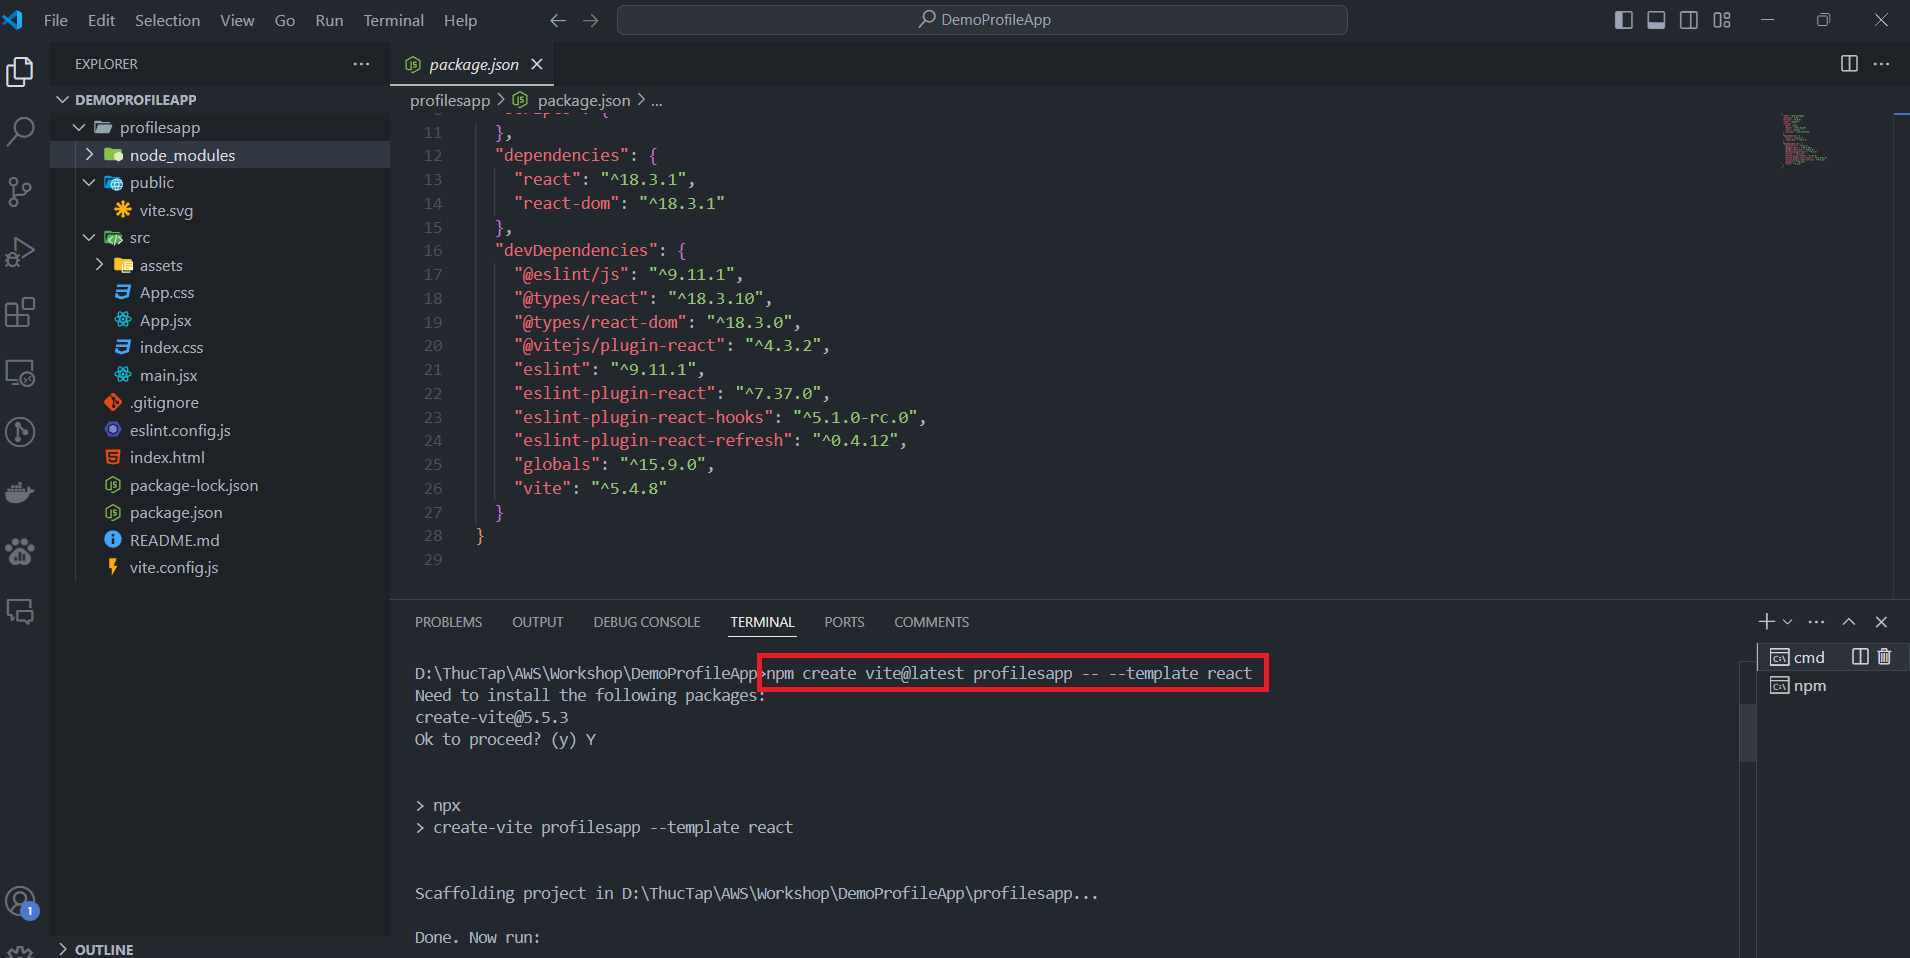 File Edit Selection View Go Run Terminal Help
DemoProfileApp
EXPLORER
DEMOPROFILEAPP
profilesapp
node_modules
public
vite.svg
src
assets
App.css
App.jsx
index.css
main.jsx
.gitignore
eslint.config.js
index.html
package-lock.json
package.json
README.md
vite.config.js
1
OUTLINE
package.json
profilesapp > package.json > ...
11 },
12 "dependencies": {
13 "react": "^18.3.1",
14 "react-dom": "^18.3.1"
15 },
16 "devDependencies": {
17 "@eslint/js": "^9.11.1",
18 "@types/react": "^18.3.10",
19 "@types/react-dom": "^18.3.0",
20 "@vitejs/plugin-react": "^4.3.2",
21 "eslint": "^9.11.1",
22 "eslint-plugin-react": "^7.37.0",
23 "eslint-plugin-react-hooks": "^5.1.0-rc.0",
24 "eslint-plugin-react-refresh": "^0.4.12",
25 "globals": "^15.9.0",
26 "vite": "^5.4.8"
27 }
28 }
29
PROBLEMS OUTPUT DEBUG CONSOLE TERMINAL PORTS COMMENTS
D:\ThucTap\AWS\Workshop\DemoProfileApp>npm create vite@latest profilesapp -- --template react
Need to install the following packages:
create-vite@5.5.3
Ok to proceed? (y) Y
> npx
> create-vite profilesapp --template react
Scaffolding project in D:\ThucTap\AWS\Workshop\DemoProfileApp\profilesapp...
Done. Now run:
cmd
npm